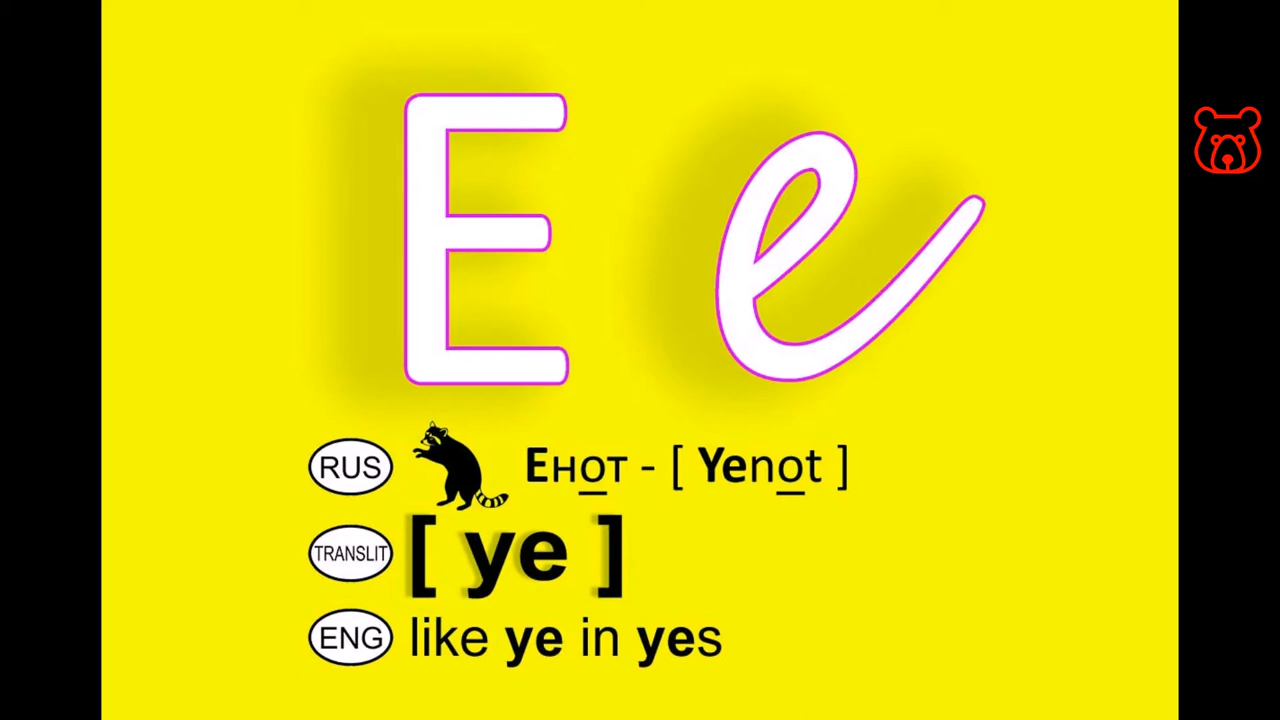 Е е
RUS Енот - [ Yenot ]
TRANSLIT [ ye ]
ENG like ye in yes